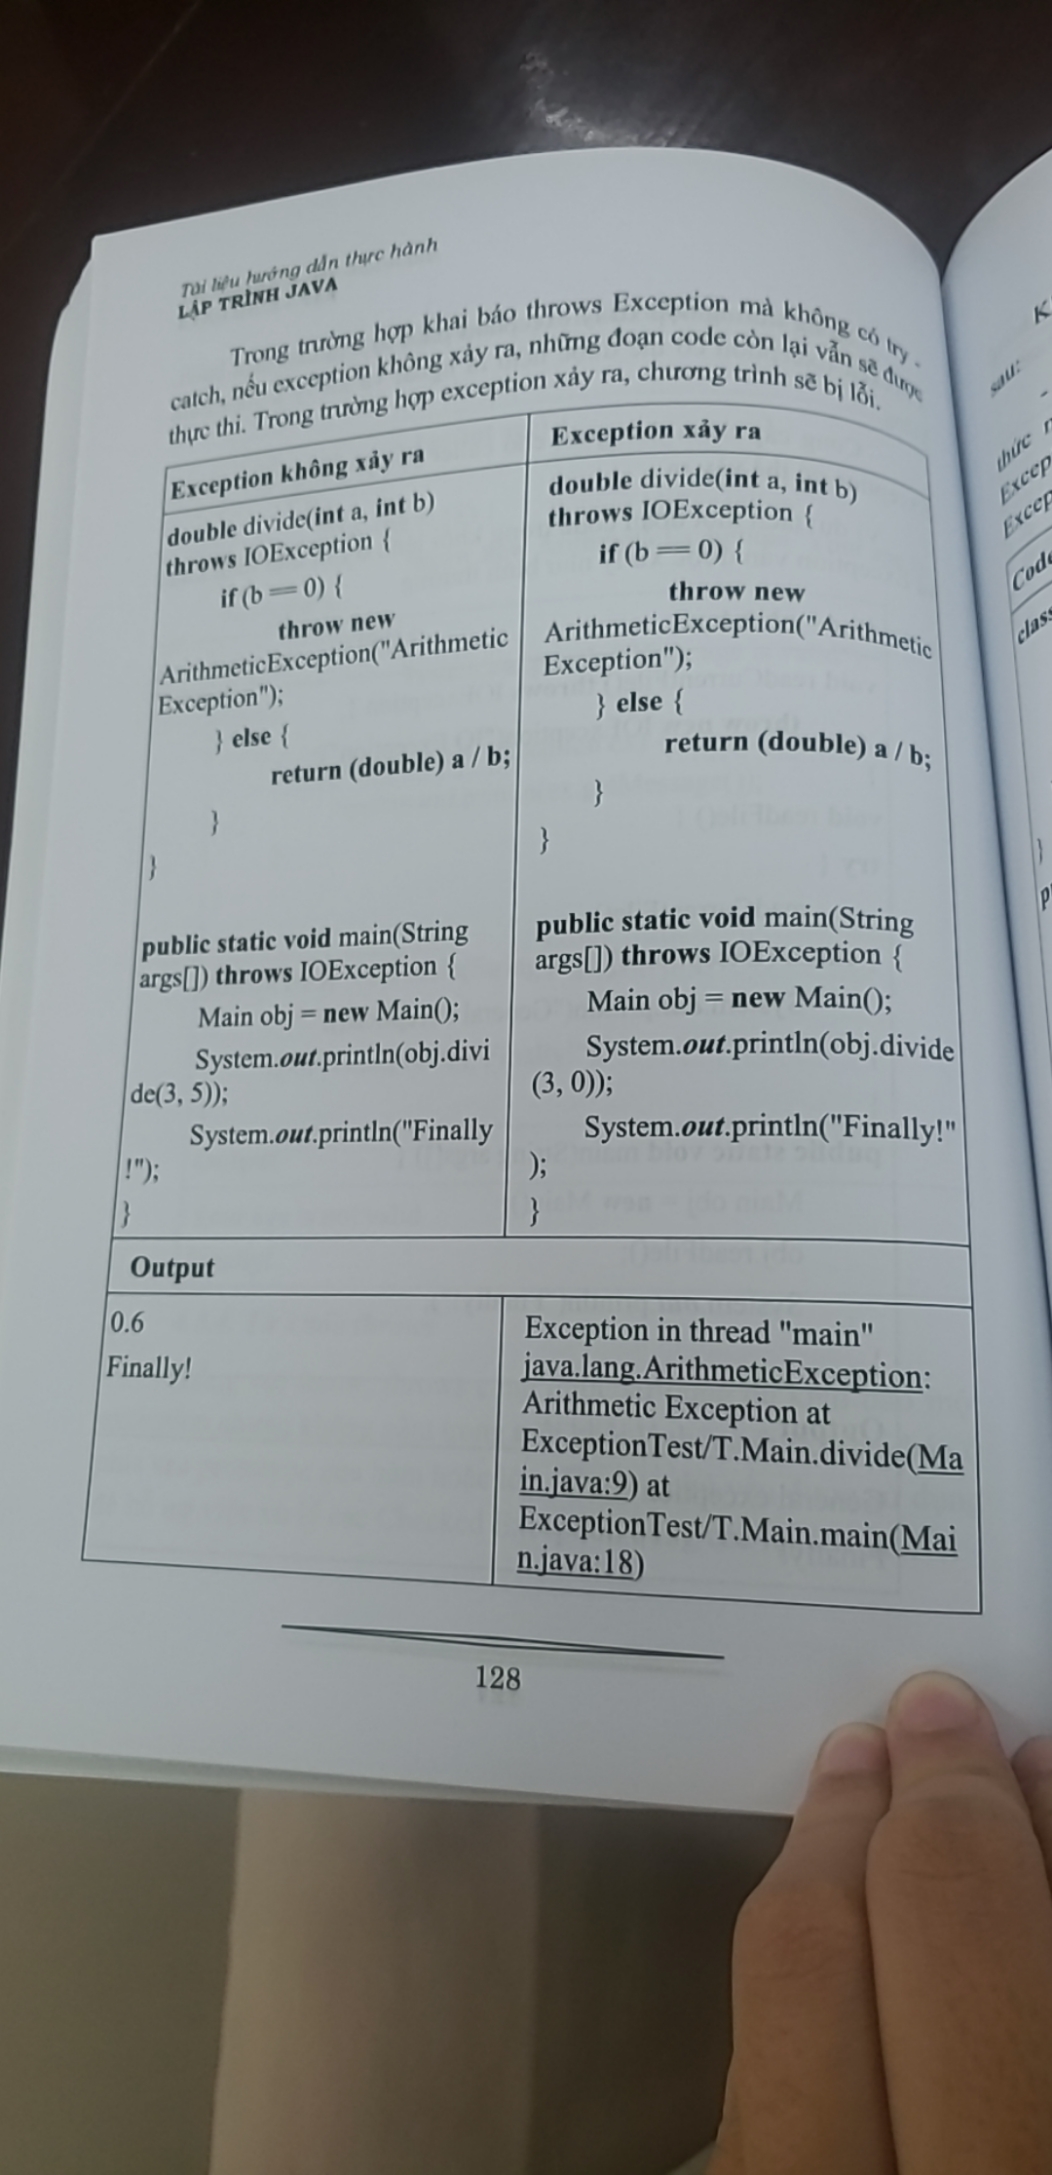 Tài liệu hướng dẫn thực hành
LẬP TRÌNH JAVA
Trong trường hợp khai báo throws Exception mà không có try -
catch, nếu exception không xảy ra, những đoạn code còn lại vẫn sẽ được
thực thi. Trong trường hợp exception xảy ra, chương trình sẽ bị lỗi.
Exception không xảy ra
double divide(int a, int b)
throws IOException {
if (b == 0) {
throw new
ArithmeticException("Arithmetic
Exception");
} else {
return (double) a / b;
}
}
public static void main(String
args[]) throws IOException {
Main obj = new Main();
System.out.println(obj.divi
de(3, 5));
System.out.println("Finally
!");
}
Exception xảy ra
double divide(int a, int b)
throws IOException {
if (b == 0) {
throw new
ArithmeticException("Arithmetic
Exception");
} else {
return (double) a / b;
}
}
public static void main(String
args[]) throws IOException {
Main obj = new Main();
System.out.println(obj.divide
(3, 0));
System.out.println("Finally!"
);
}
Output
0.6
Finally!
Exception in thread "main"
java.lang.ArithmeticException:
Arithmetic Exception at
ExceptionTest/T.Main.divide(Ma
in.java:9) at
ExceptionTest/T.Main.main(Mai
n.java:18)
128
sau:
thức